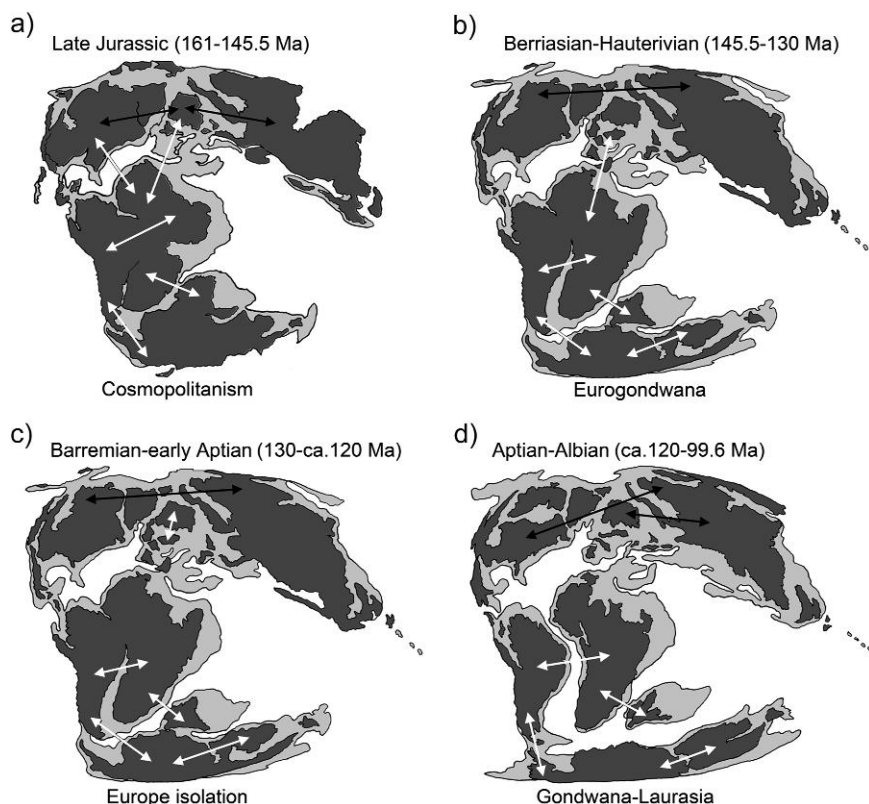 a)
Late Jurassic (161-145.5 Ma)
Cosmopolitanism
b)
Berriasian-Hauterivian (145.5-130 Ma)
Eurogondwana
c)
Barremian-early Aptian (130-ca.120 Ma)
Europe isolation
d)
Aptian-Albian (ca.120-99.6 Ma)
Gondwana-Laurasia